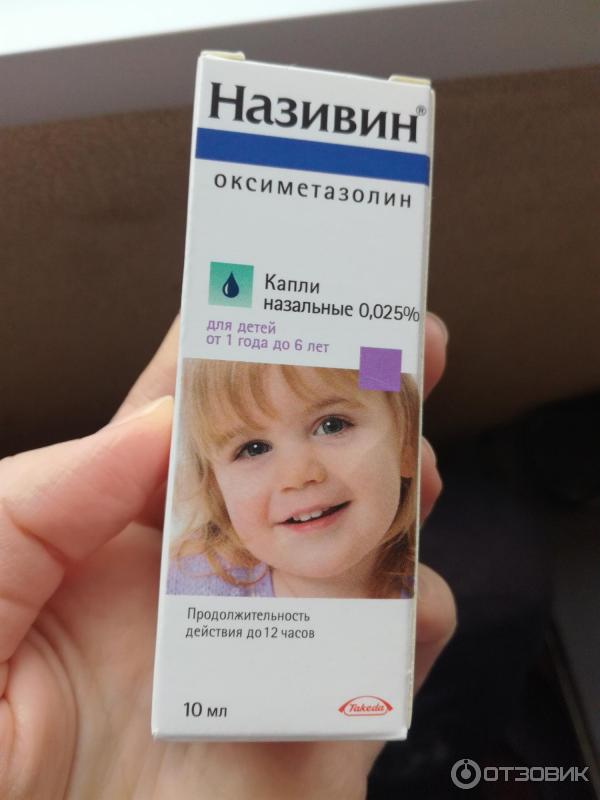 Називин®
оксиметазолин
Капли
назальные 0,025%
для детей
от 1 года до 6 лет
Продолжительность
действия до 12 часов
10 мл
Takeda
ОТЗОВИК